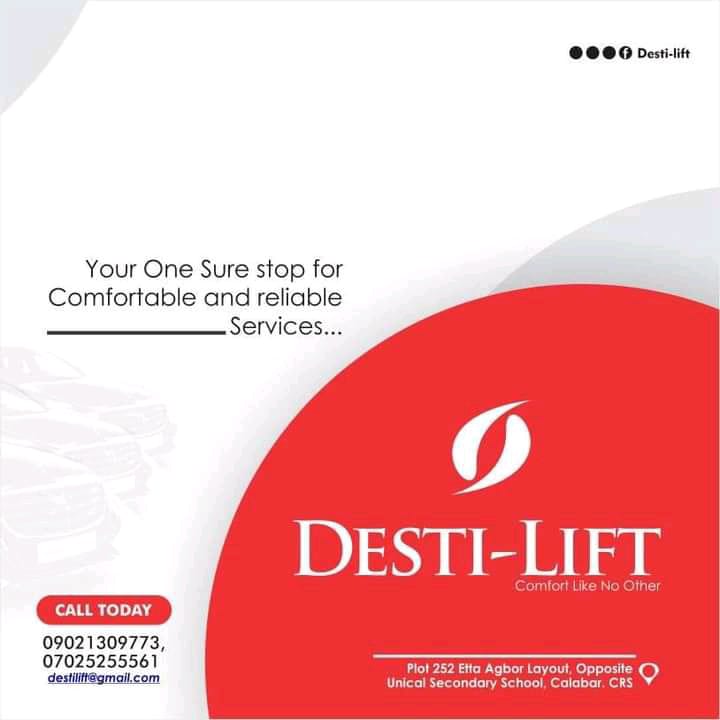 Desti-lift
Your One Sure stop for
Comfortable and reliable
Services...
DESTI-LIFT
Comfort Like No Other
CALL TODAY
09021309773,
07025255561
destilift@gmail.com
Plot 252 Etta Agbor Layout, Opposite
Unical Secondary School, Calabar. CRS